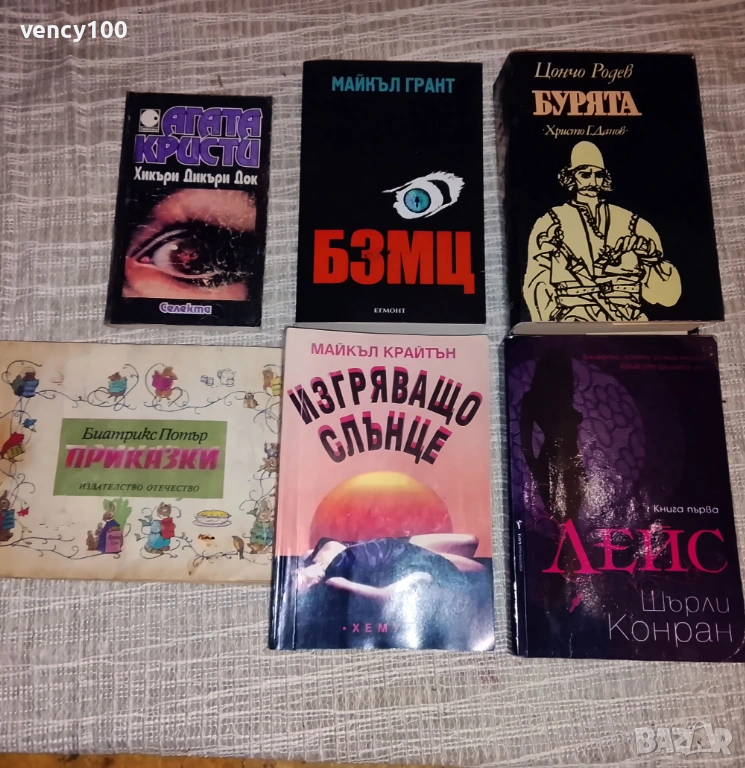 vency100
АГАТА
КРИСТИ
Хикъри Дикъри Док
Селекта
МАЙКЪЛ ГРАНТ
БЗМЦ
ЕГМОНТ
Цончо Родев
БУРЯТА
·Христо Г. Данов·
Биатрикс Потър
ПРИКАЗКИ
ИЗДАТЕЛСТВО ОТЕЧЕСТВО
МАЙКЪЛ КРАЙТЪН
ИЗГРЯВАЩО
СЛЪНЦЕ
Книга първа
ЛЕЙС
Шърли
Конран
BAZAR